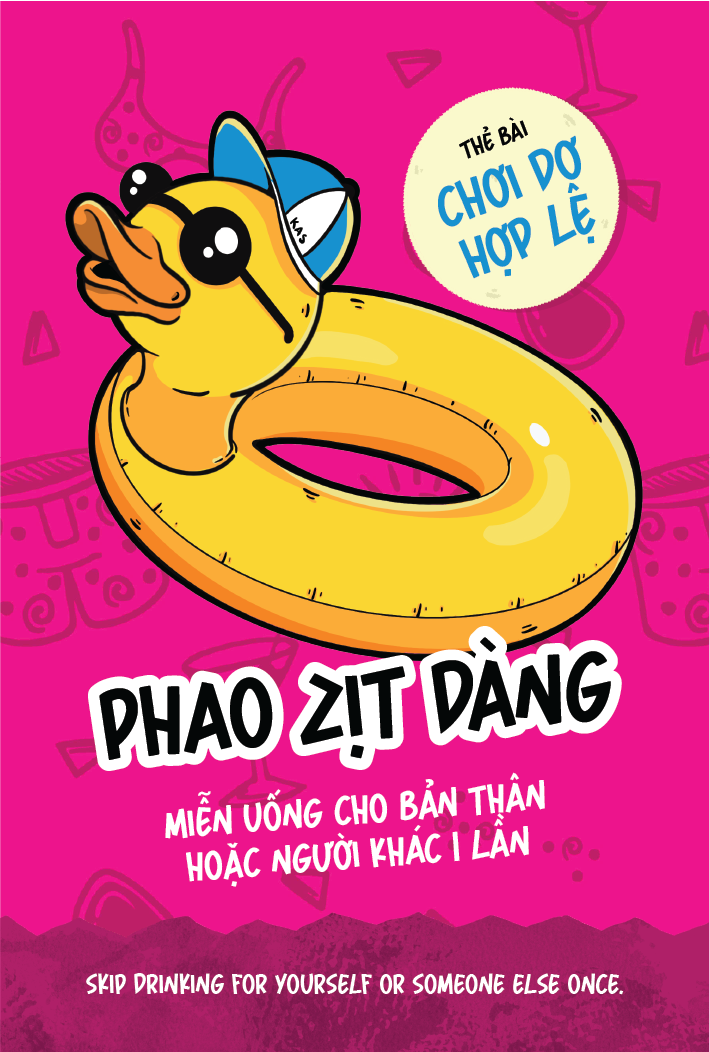 THẺ BÀI
CHƠI DƠ
HỢP LỆ
KAS
PHAO ZỊT DÀNG
MIỄN UỐNG CHO BẢN THÂN
HOẶC NGƯỜI KHÁC 1 LẦN
SKIP DRINKING FOR YOURSELF OR SOMEONE ELSE ONCE.